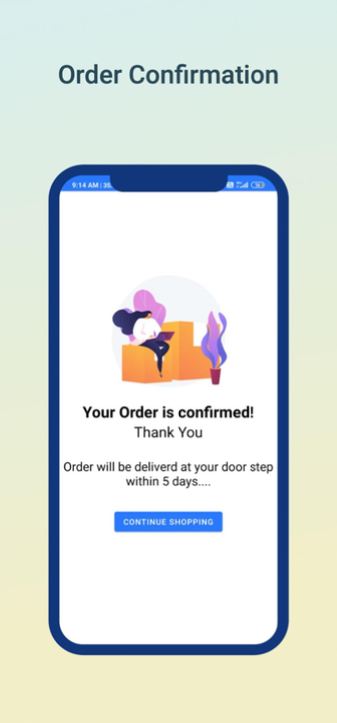 Order Confirmation
9:14 AM
Your Order is confirmed!
Thank You
Order will be deliverd at your door step
within 5 days....
CONTINUE SHOPPING